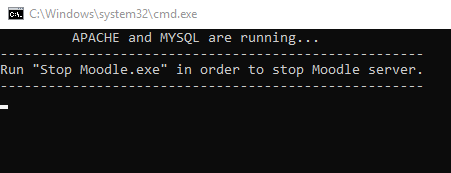 C:\Windows\system32\cmd.exe
APACHE and MYSQL are running...
-----------------------------------------------------
Run "Stop Moodle.exe" in order to stop Moodle server.
-----------------------------------------------------